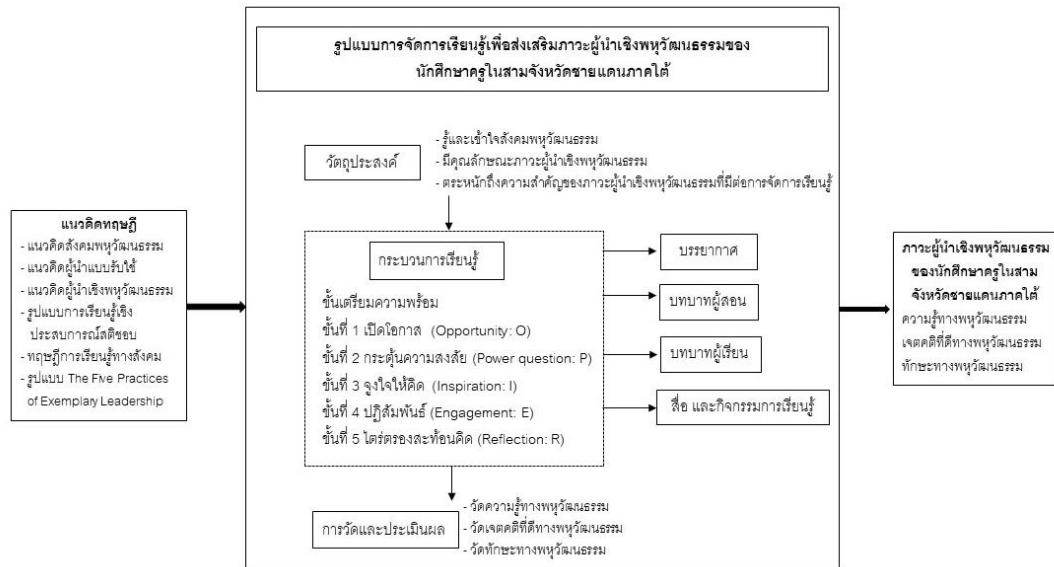 รูปแบบการจัดการเรียนรู้เพื่อส่งเสริมภาวะผู้นำเชิงพหุวัฒนธรรมของ
นักศึกษาครูในสามจังหวัดชายแดนภาคใต้
วัตถุประสงค์
- รู้และเข้าใจสังคมพหุวัฒนธรรม
- มีคุณลักษณะภาวะผู้นำเชิงพหุวัฒนธรรม
- ตระหนักถึงความสำคัญของภาวะผู้นำเชิงพหุวัฒนธรรมที่มีต่อการจัดการเรียนรู้
แนวคิดทฤษฎี
- แนวคิดสังคมพหุวัฒนธรรม
- แนวคิดผู้นำแบบรับใช้
- แนวคิดผู้นำเชิงพหุวัฒนธรรม
- รูปแบบการเรียนรู้เชิง
ประสบการณ์สติชอบ
- ทฤษฎีการเรียนรู้ทางสังคม
- รูปแบบ The Five Practices
of Exemplary Leadership
กระบวนการเรียนรู้
ขั้นเตรียมความพร้อม
ขั้นที่ 1 เปิดโอกาส (Opportunity: O)
ขั้นที่ 2 กระตุ้นความสงสัย (Power question: P)
ขั้นที่ 3 จูงใจให้คิด (Inspiration: I)
ขั้นที่ 4 ปฏิสัมพันธ์ (Engagement: E)
ขั้นที่ 5 ไตร่ตรองสะท้อนคิด (Reflection: R)
บรรยากาศ
บทบาทผู้สอน
บทบาทผู้เรียน
สื่อ และกิจกรรมการเรียนรู้
การวัดและประเมินผล
- วัดความรู้ทางพหุวัฒนธรรม
- วัดเจตคติที่ดีทางพหุวัฒนธรรม
- วัดทักษะทางพหุวัฒนธรรม
ภาวะผู้นำเชิงพหุวัฒนธรรม
ของนักศึกษาครูในสาม
จังหวัดชายแดนภาคใต้
ความรู้ทางพหุวัฒนธรรม
เจตคติที่ดีทางพหุวัฒนธรรม
ทักษะทางพหุวัฒนธรรม